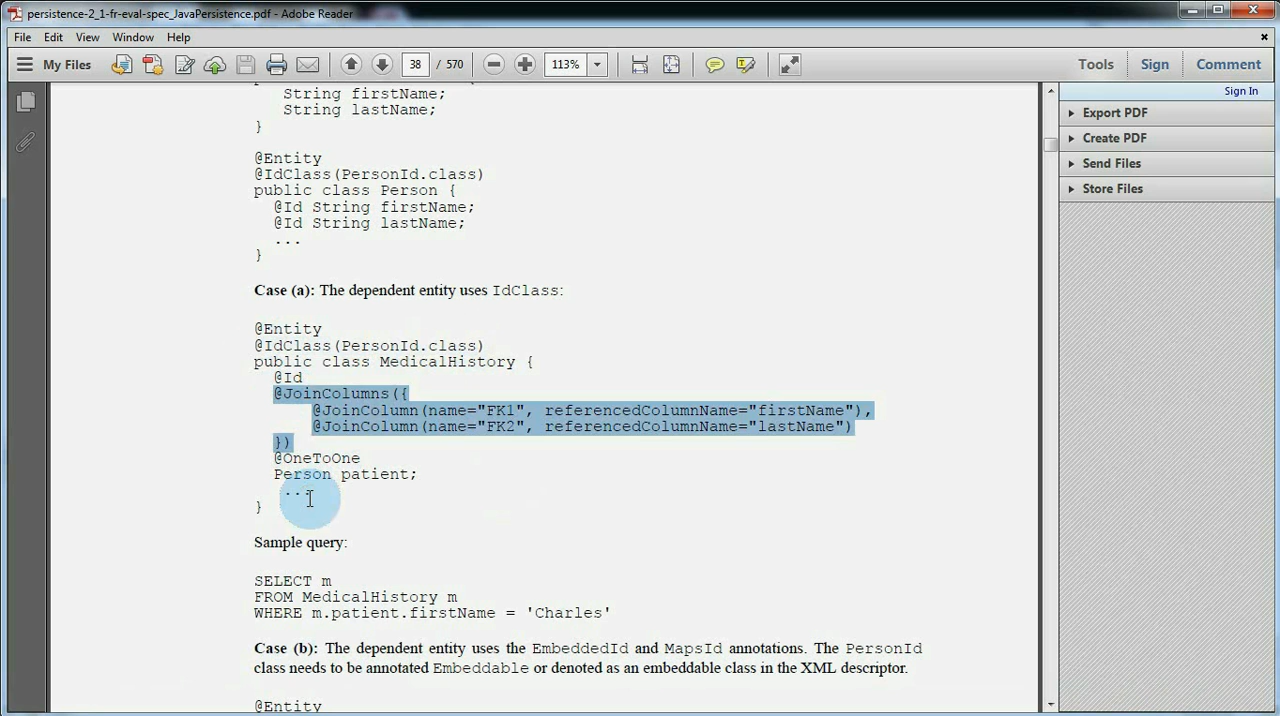 persistence-2_1-fr-eval-spec_JavaPersistence.pdf - Adobe Reader
File Edit View Window Help
My Files 38 / 570 113% Tools Sign Comment
Sign In
Export PDF
Create PDF
Send Files
Store Files
String firstName;
String lastName;
}
@Entity
@IdClass(PersonId.class)
public class Person {
@Id String firstName;
@Id String lastName;
...
}
Case (a): The dependent entity uses IdClass:
@Entity
@IdClass(PersonId.class)
public class MedicalHistory {
@Id
@JoinColumns({
@JoinColumn(name="FK1", referencedColumnName="firstName"),
@JoinColumn(name="FK2", referencedColumnName="lastName")
})
@OneToOne
Person patient;
...
}
Sample query:
SELECT m
FROM MedicalHistory m
WHERE m.patient.firstName = 'Charles'
Case (b): The dependent entity uses the EmbeddedId and MapsId annotations. The PersonId
class needs to be annotated Embeddable or denoted as an embeddable class in the XML descriptor.
@Entity